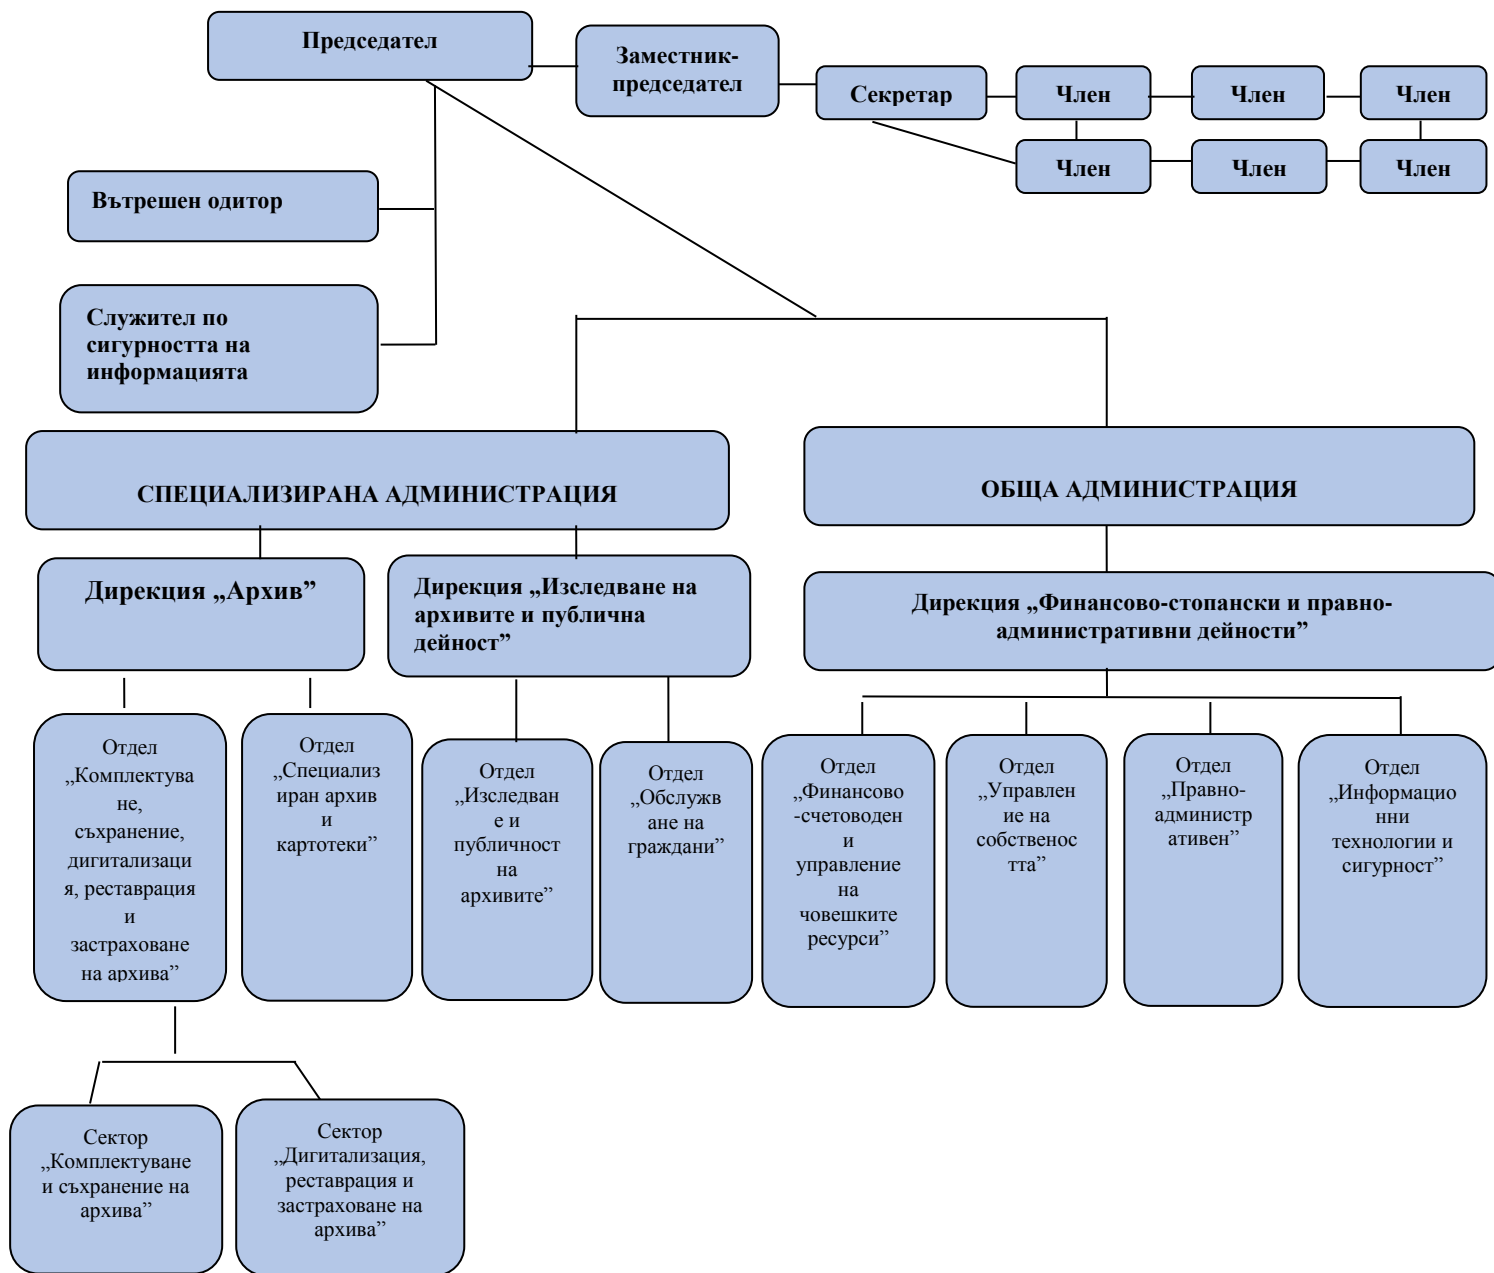 Председател
Заместник-
председател
Секретар
Член
Член
Член
Член
Член
Член
Вътрешен одитор
Служител по
сигурността на
информацията
СПЕЦИАЛИЗИРАНА АДМИНИСТРАЦИЯ
ОБЩА АДМИНИСТРАЦИЯ
Дирекция „Архив”
Дирекция „Изследване на
архивите и публична
дейност”
Дирекция „Финансово-стопански и правно-
административни дейности”
Отдел
„Комплектува
не,
съхранение,
дигитализаци
я, реставрация
и
застраховане
на архива”
Отдел
„Специализ
иран архив
и
картотеки”
Отдел
„Изследван
е и
публичност
на
архивите”
Отдел
„Обслужв
ане на
граждани”
Отдел
„Финансово
-счетоводен
и
управление
на
човешките
ресурси”
Отдел
„Управлен
ие на
собственос
тта”
Отдел
„Правно-
администр
ативен”
Отдел
„Информацио
нни
технологии и
сигурност”
Сектор
„Комплектуване
и съхранение на
архива”
Сектор
„Дигитализация,
реставрация и
застраховане на
архива”